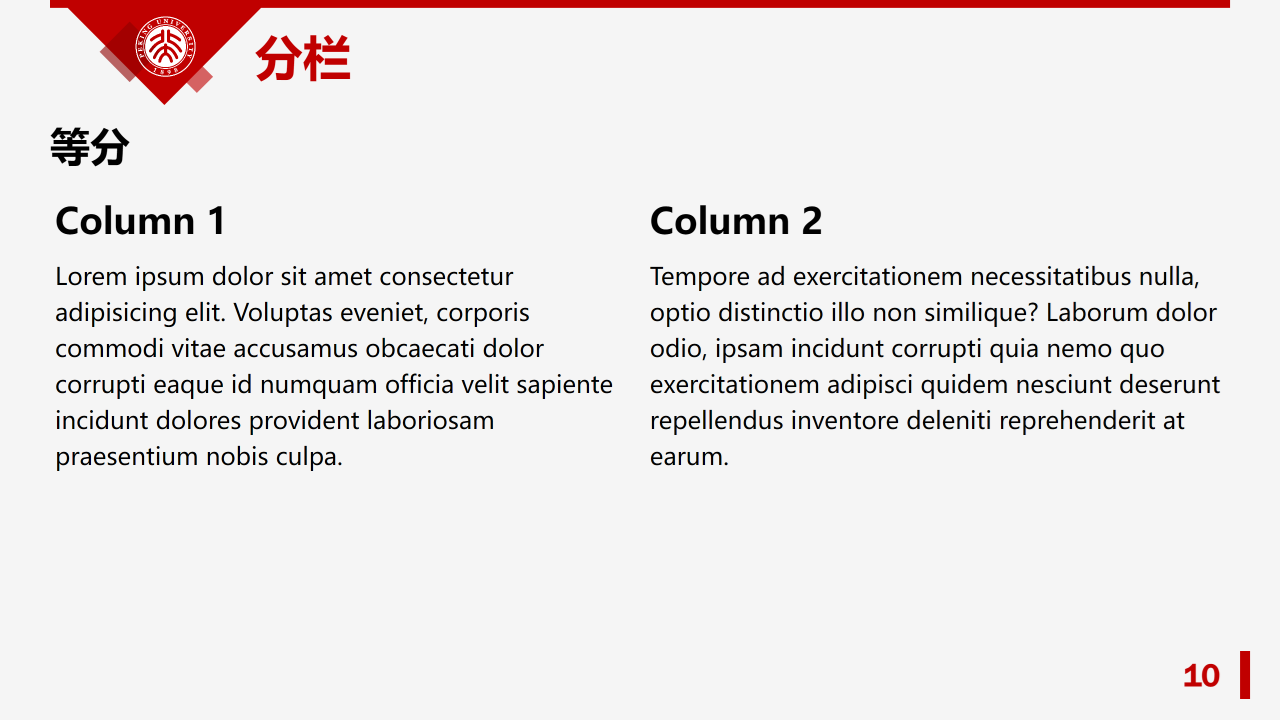 PEKING UNIVERSITY
1898
分栏
等分
Column 1
Lorem ipsum dolor sit amet consectetur
adipisicing elit. Voluptas eveniet, corporis
commodi vitae accusamus obcaecati dolor
corrupti eaque id numquam officia velit sapiente
incidunt dolores provident laboriosam
praesentium nobis culpa.
Column 2
Tempore ad exercitationem necessitatibus nulla,
optio distinctio illo non similique? Laborum dolor
odio, ipsam incidunt corrupti quia nemo quo
exercitationem adipisci quidem nesciunt deserunt
repellendus inventore deleniti reprehenderit at
earum.
10